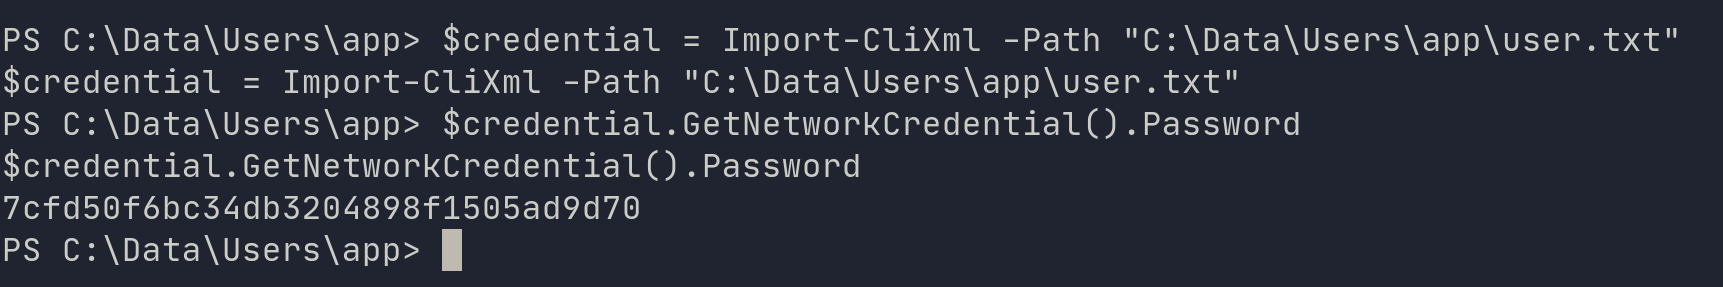 PS C:\Data\Users\app> $credential = Import-CliXml -Path "C:\Data\Users\app\user.txt"
$credential = Import-CliXml -Path "C:\Data\Users\app\user.txt"
PS C:\Data\Users\app> $credential.GetNetworkCredential().Password
$credential.GetNetworkCredential().Password
7cfd50f6bc34db3204898f1505ad9d70
PS C:\Data\Users\app>